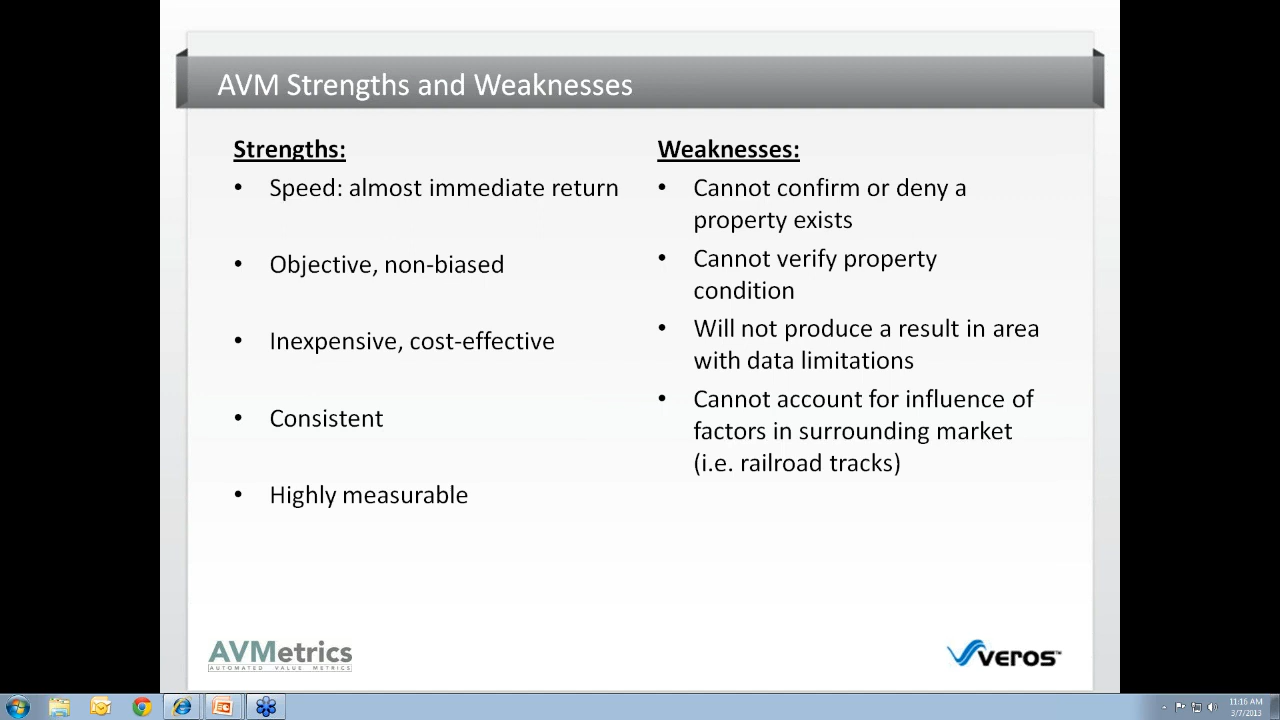 AVM Strengths and Weaknesses
Strengths:
• Speed: almost immediate return
• Objective, non-biased
• Inexpensive, cost-effective
• Consistent
• Highly measurable
Weaknesses:
• Cannot confirm or deny a
property exists
• Cannot verify property
condition
• Will not produce a result in area
with data limitations
• Cannot account for influence of
factors in surrounding market
(i.e. railroad tracks)
AVMetrics
AUTOMATED VALUE METRICS
veros™
11:16 AM
3/7/2013